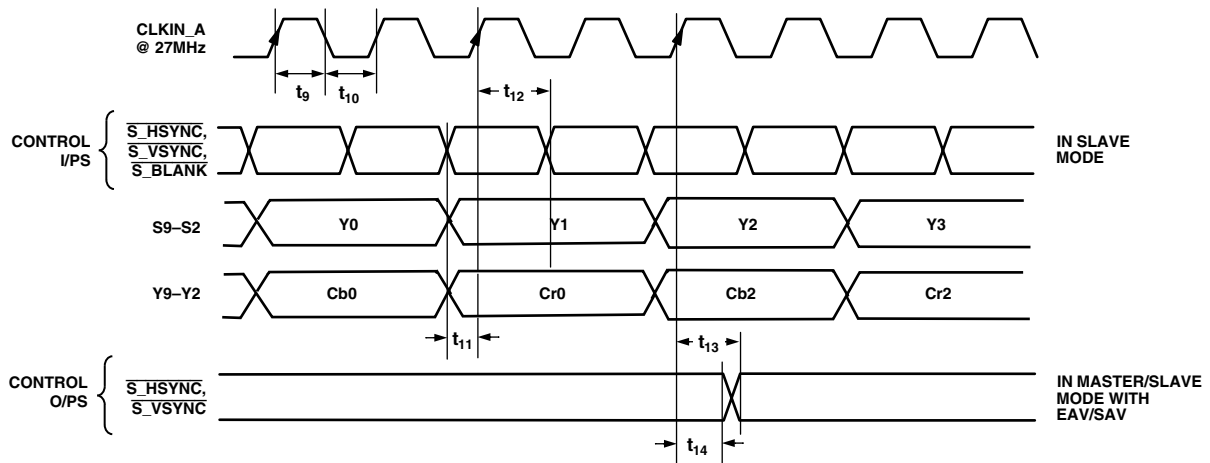 CLKIN_A
@ 27MHz
t9
t10
t12
CONTROL
I/PS
S_HSYNC,
S_VSYNC,
S_BLANK
IN SLAVE
MODE
S9–S2
Y0
Y1
Y2
Y3
Y9–Y2
Cb0
Cr0
Cb2
Cr2
t11
t13
CONTROL
O/PS
S_HSYNC,
S_VSYNC
IN MASTER/SLAVE
MODE WITH
EAV/SAV
t14